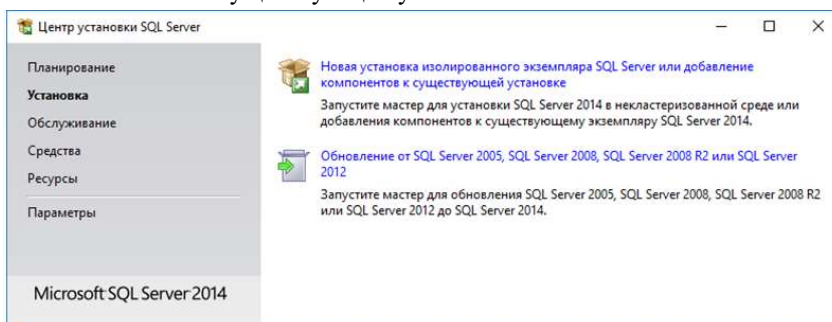 Центр установки SQL Server
Планирование
Установка
Обслуживание
Средства
Ресурсы
Параметры
Microsoft SQL Server 2014
Новая установка изолированного экземпляра SQL Server или добавление
компонентов к существующей установке
Запустите мастер для установки SQL Server 2014 в некластеризованной среде или
добавления компонентов к существующему экземпляру SQL Server 2014.
Обновление от SQL Server 2005, SQL Server 2008, SQL Server 2008 R2 или SQL Server
2012
Запустите мастер для обновления SQL Server 2005, SQL Server 2008, SQL Server 2008 R2
или SQL Server 2012 до SQL Server 2014.